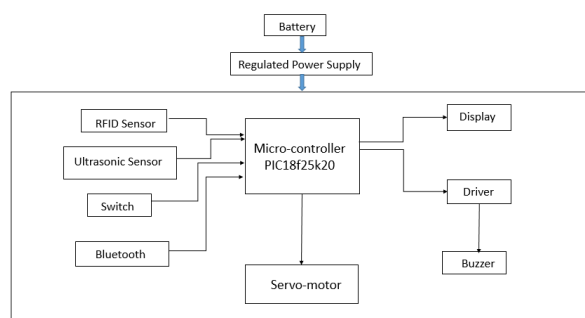 Battery
Regulated Power Supply
RFID Sensor
Ultrasonic Sensor
Switch
Bluetooth
Micro-controller
PIC18f25k20
Servo-motor
Display
Driver
Buzzer